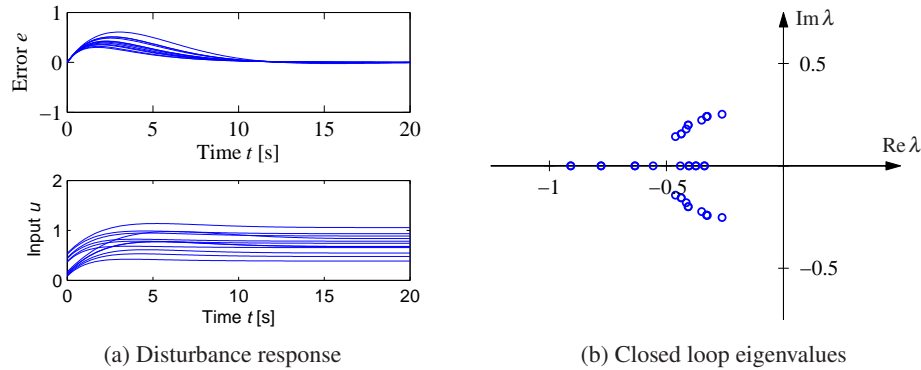 1
0
−1
Error e
0
5
10
15
20
Time t [s]
2
1
0
Input u
0
5
10
15
20
Time t [s]
(a) Disturbance response
Im λ
0.5
Re λ
−1
−0.5
−0.5
(b) Closed loop eigenvalues